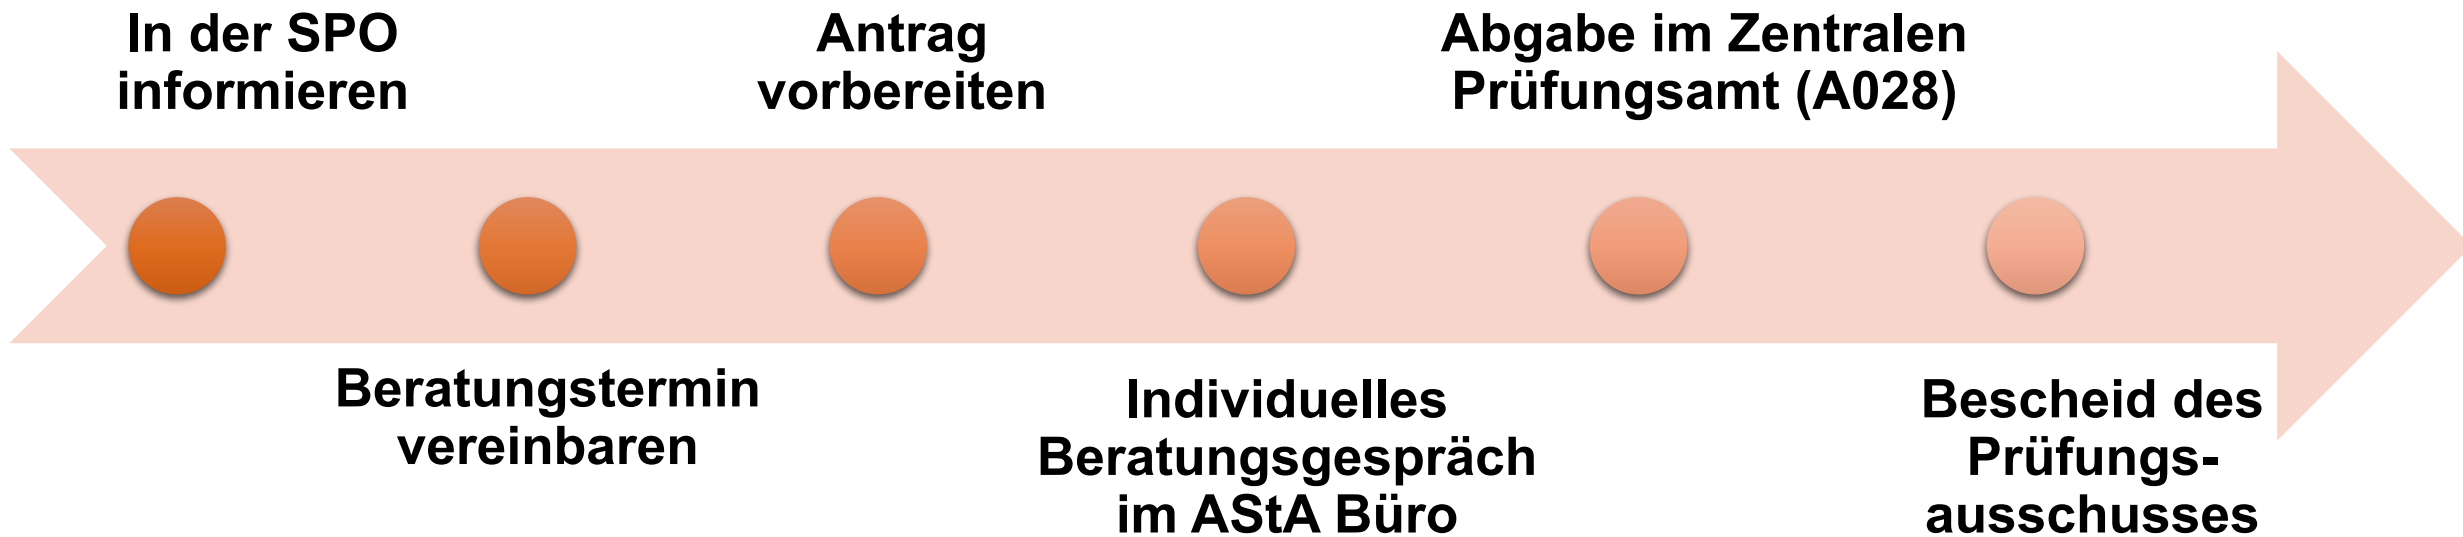 In der SPO
informieren
Beratungstermin
vereinbaren
Antrag
vorbereiten
Individuelles
Beratungsgespräch
im AStA Büro
Abgabe im Zentralen
Prüfungsamt (A028)
Bescheid des
Prüfungs-
ausschusses